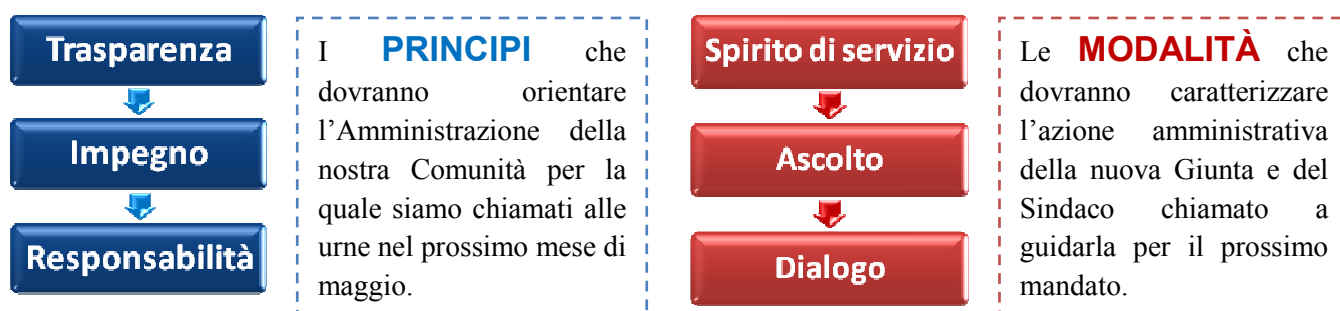 Trasparenza
Impegno
Responsabilità
I PRINCIPI che
dovranno orientare
l’Amministrazione della
nostra Comunità per la
quale siamo chiamati alle
urne nel prossimo mese di
maggio.
Spirito di servizio
Ascolto
Dialogo
Le MODALITÀ che
dovranno caratterizzare
l’azione amministrativa
della nuova Giunta e del
Sindaco chiamato a
guidarla per il prossimo
mandato.